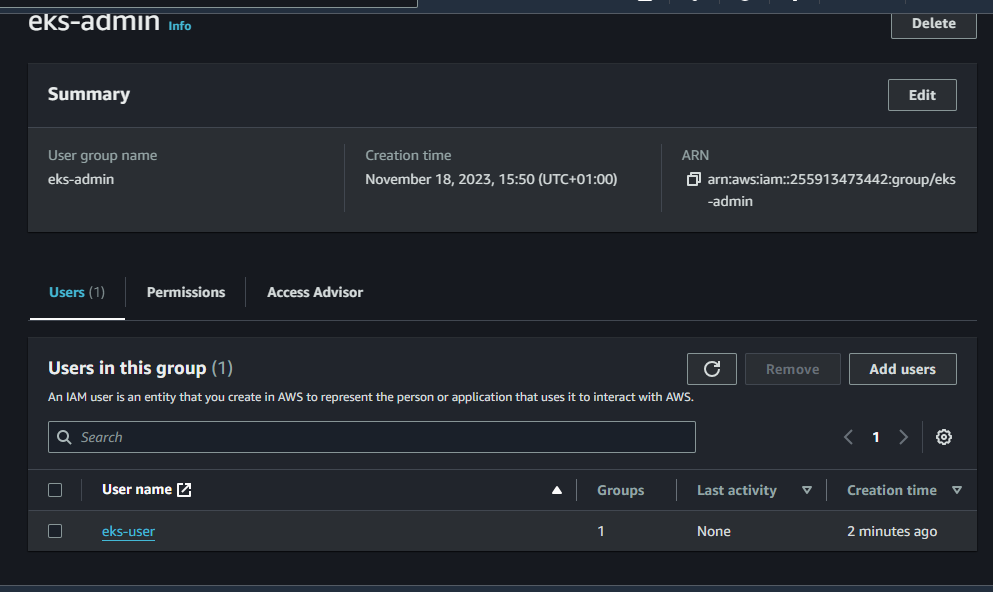 eks-admin Info
Delete
Summary
Edit
User group name
eks-admin
Creation time
November 18, 2023, 15:50 (UTC+01:00)
ARN
arn:aws:iam::255913473442:group/eks
-admin
Users (1)
Permissions
Access Advisor
Users in this group (1)
Remove
Add users
An IAM user is an entity that you create in AWS to represent the person or application that uses it to interact with AWS.
Search
1
User name
Groups
Last activity
Creation time
eks-user
1
None
2 minutes ago